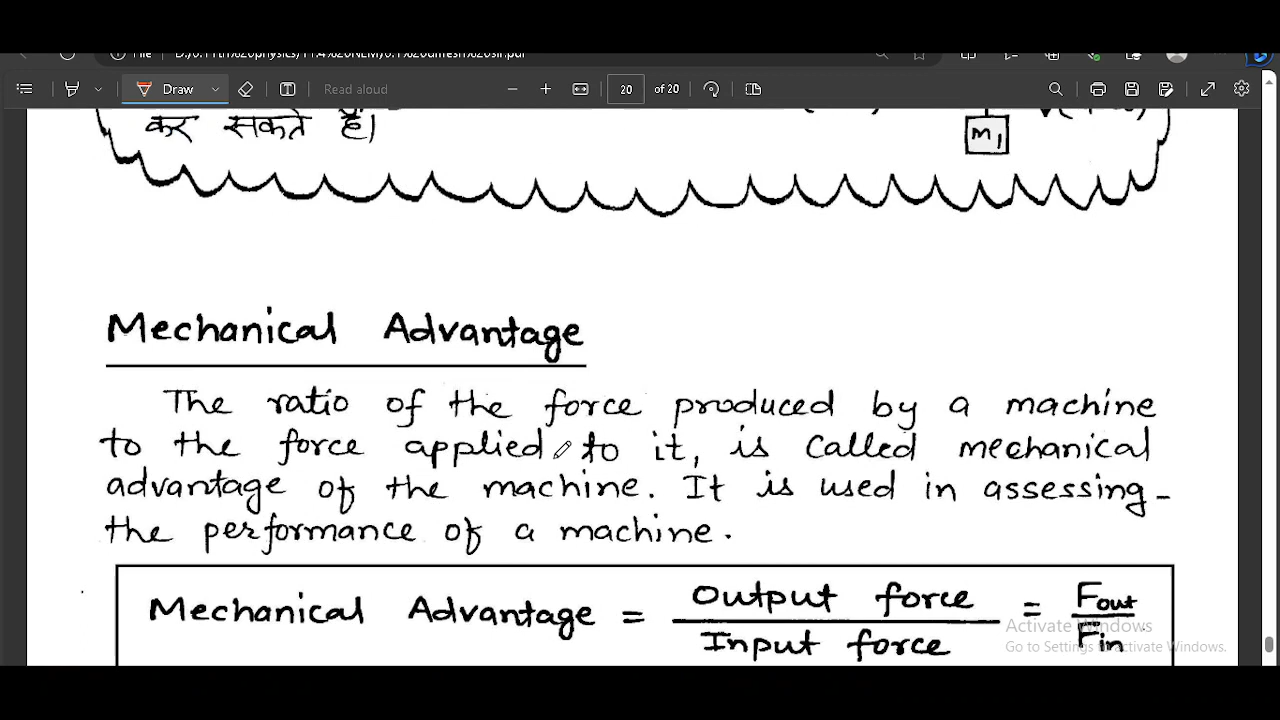 File
Draw
Read aloud
20
of 20
कर सकते हैं।
m1
Mechanical Advantage
The ratio of the force produced by a machine
to the force applied to it, is called mechanical
advantage of the machine. It is used in assessing
the performance of a machine.
Mechanical Advantage = Output force / Input force = Fout / Fin
Activate Windows
Go to Settings to activate Windows.